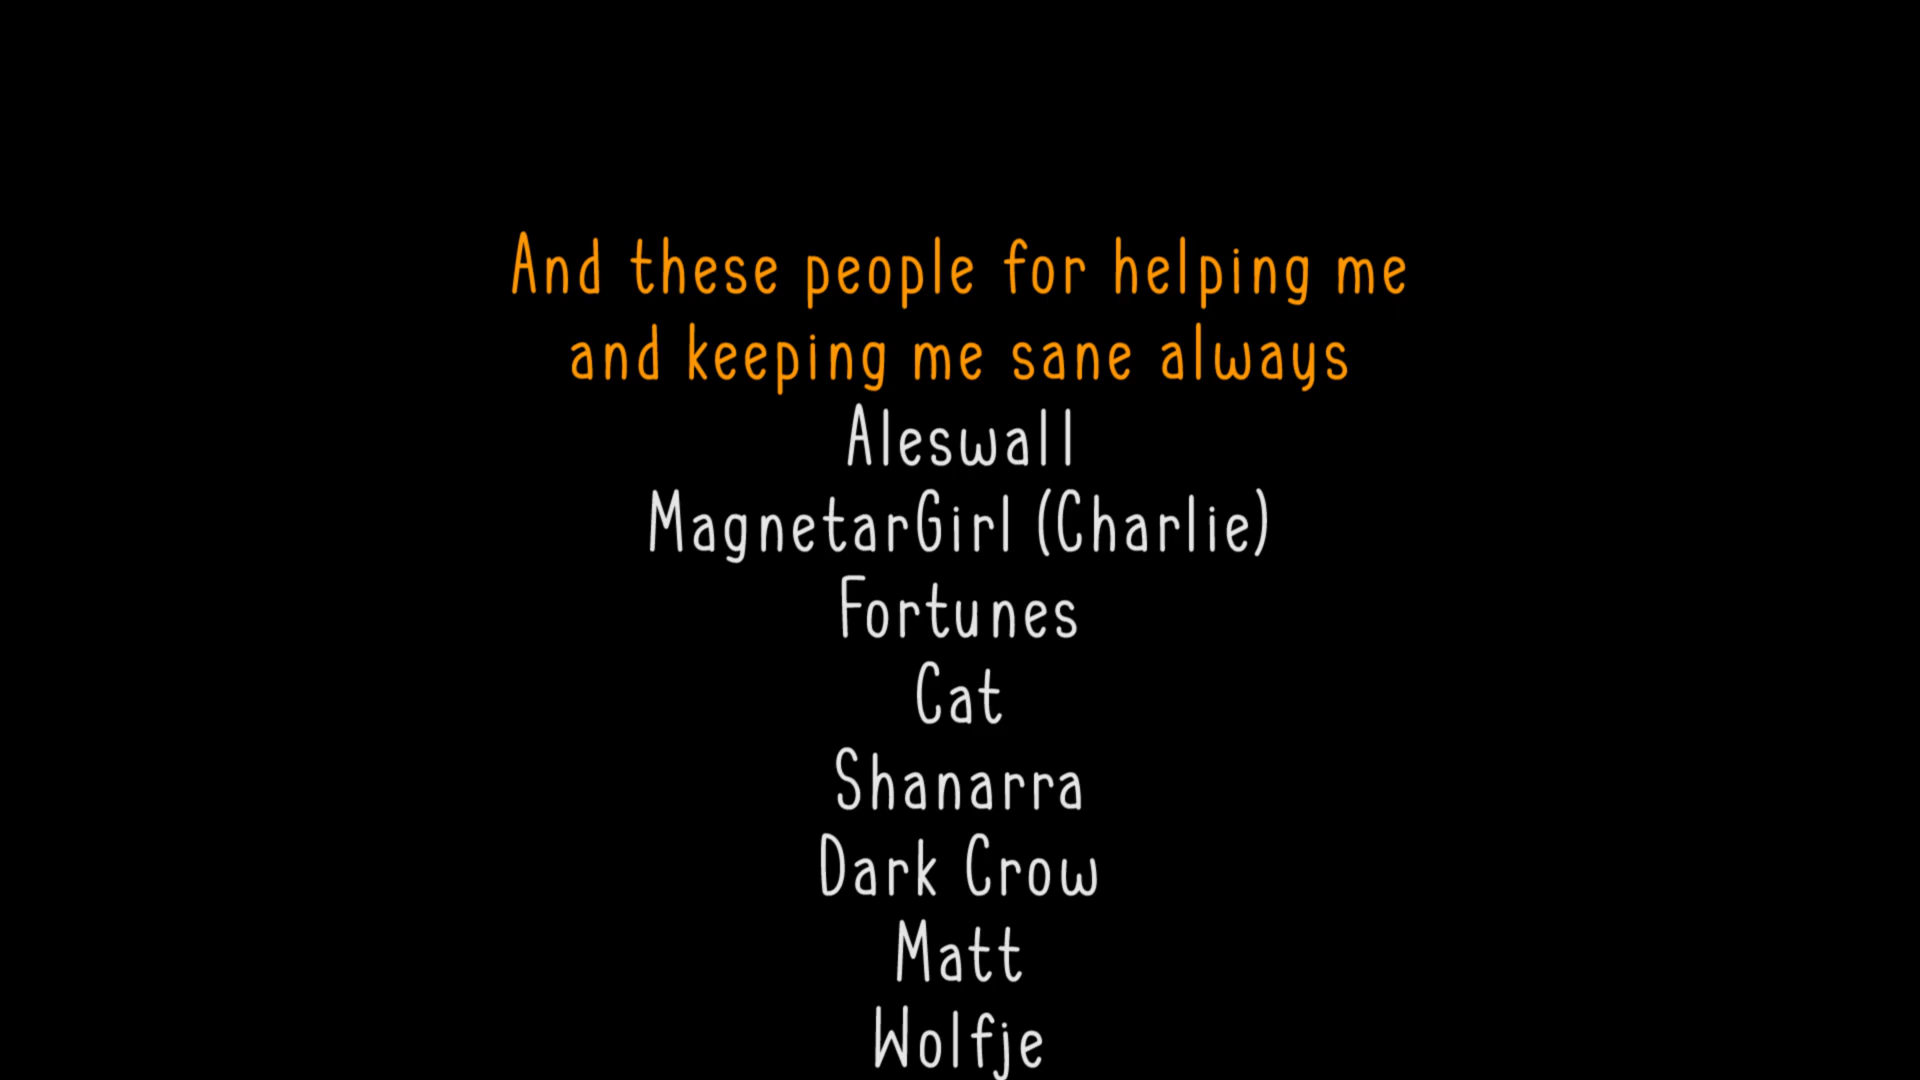 And these people for helping me
and keeping me sane always
Aleswall
MagnetarGirl (Charlie)
Fortunes
Cat
Shanarra
Dark Crow
Matt
Wolfje